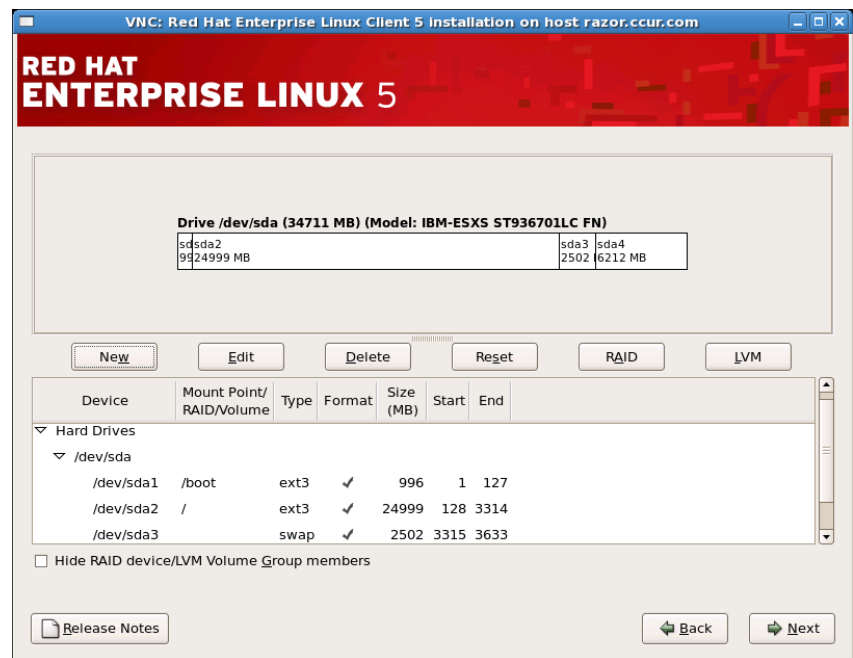 VNC: Red Hat Enterprise Linux Client 5 installation on host razor.ccur.com
RED HAT
ENTERPRISE LINUX 5
Drive /dev/sda (34711 MB) (Model: IBM-ESXS ST936701LC FN)
sd sda2 sda3 sda4
99 24999 MB 2502 6212 MB
New Edit Delete Reset RAID LVM
Device Mount Point/ RAID/Volume Type Format Size (MB) Start End
Hard Drives
/dev/sda
/dev/sda1 /boot ext3 996 1 127
/dev/sda2 / ext3 24999 128 3314
/dev/sda3 swap 2502 3315 3633
Hide RAID device/LVM Volume Group members
Release Notes Back Next